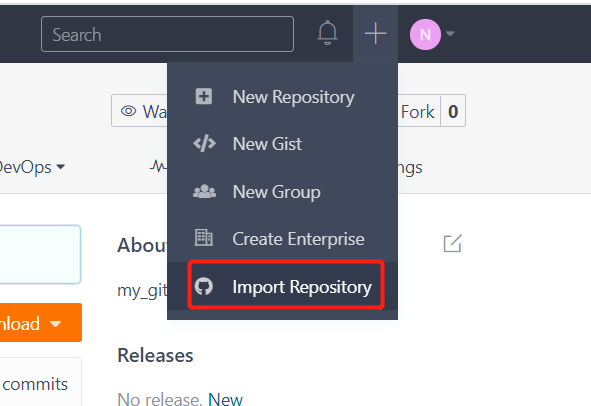 Search
N
New Repository
New Gist
New Group
Create Enterprise
Import Repository
Wa
Fork 0
DevOps
ngs
Abou
my_git
nload
commits
Releases
No release. New